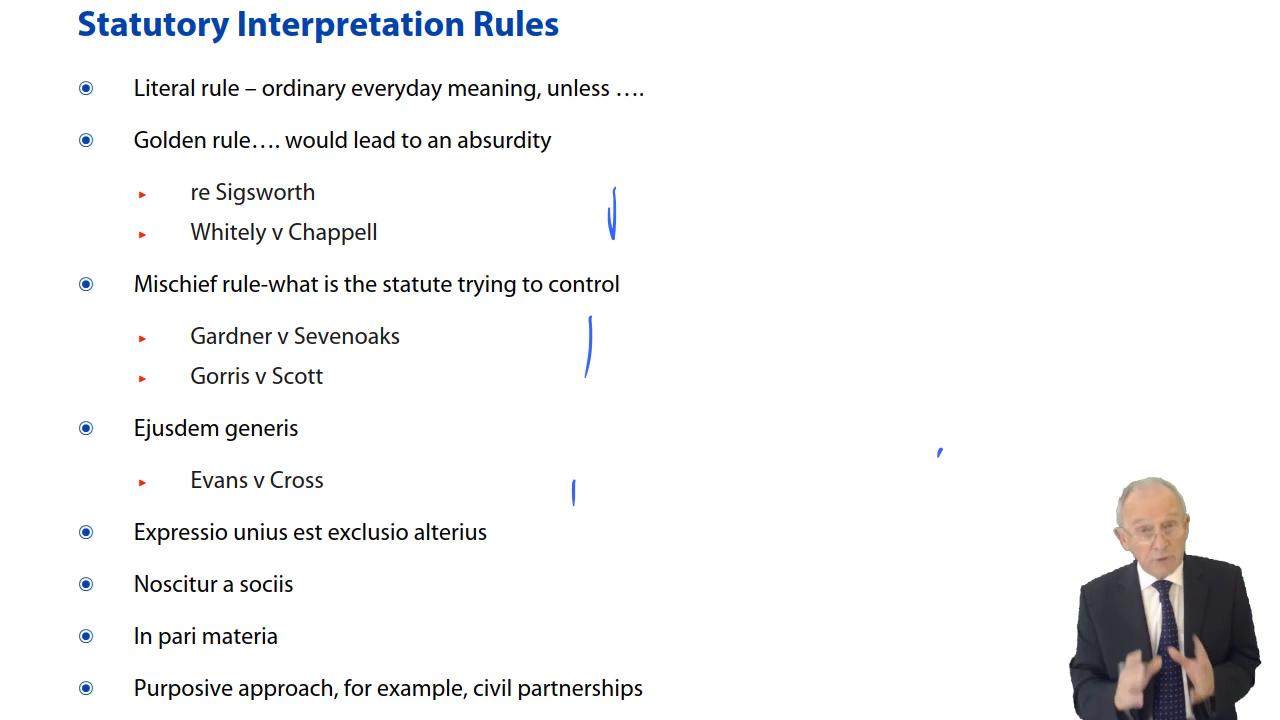 Statutory Interpretation Rules
Literal rule – ordinary everyday meaning, unless ….
Golden rule…. would lead to an absurdity
re Sigsworth
Whitely v Chappell
Mischief rule-what is the statute trying to control
Gardner v Sevenoaks
Gorris v Scott
Ejusdem generis
Evans v Cross
Expressio unius est exclusio alterius
Noscitur a sociis
In pari materia
Purposive approach, for example, civil partnerships